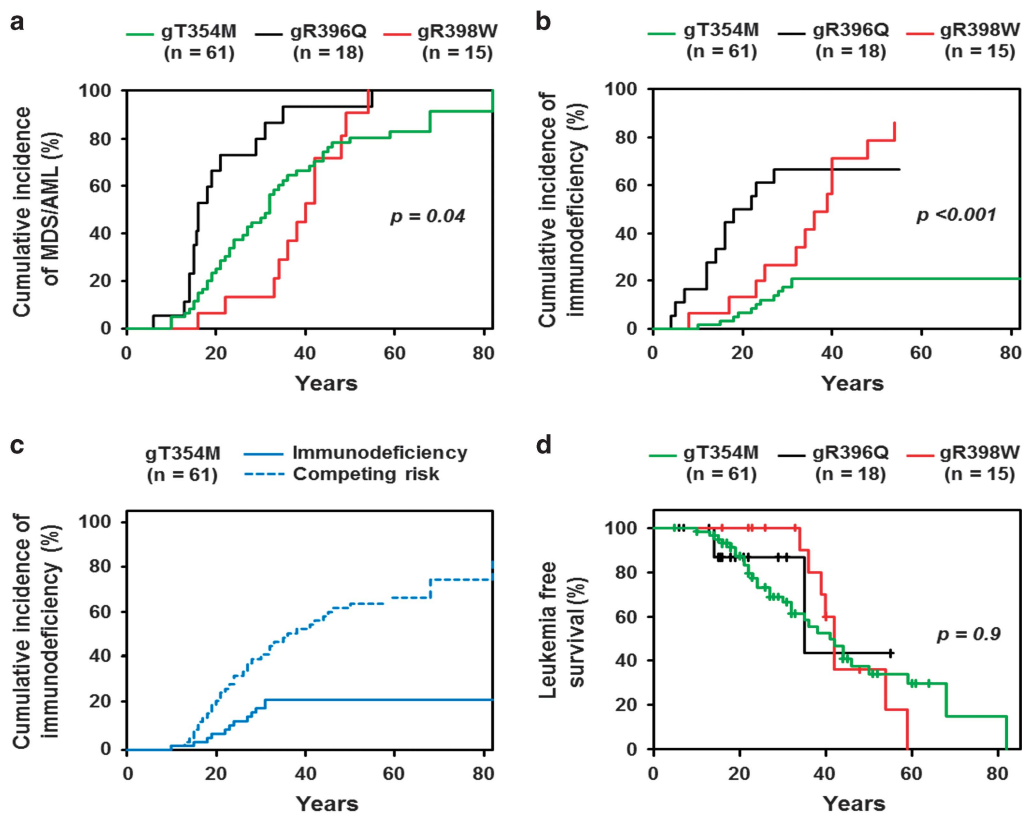 a
gT354M gR396Q gR398W
(n = 61) (n = 18) (n = 15)
Cumulative incidence
of MDS/AML (%)
100
80
60
40
20
0
p = 0.04
0 20 40 60 80
Years
b
gT354M gR396Q gR398W
(n = 61) (n = 18) (n = 15)
Cumulative incidence of
immunodeficiency (%)
100
80
60
40
20
0
p <0.001
0 20 40 60 80
Years
c
gT354M Immunodeficiency
(n = 61) Competing risk
Cumulative incidence of
immunodeficiency (%)
100
80
60
40
20
0
0 20 40 60 80
Years
d
gT354M gR396Q gR398W
(n = 61) (n = 18) (n = 15)
Leukemia free
survival (%)
100
80
60
40
20
0
p = 0.9
0 20 40 60 80
Years